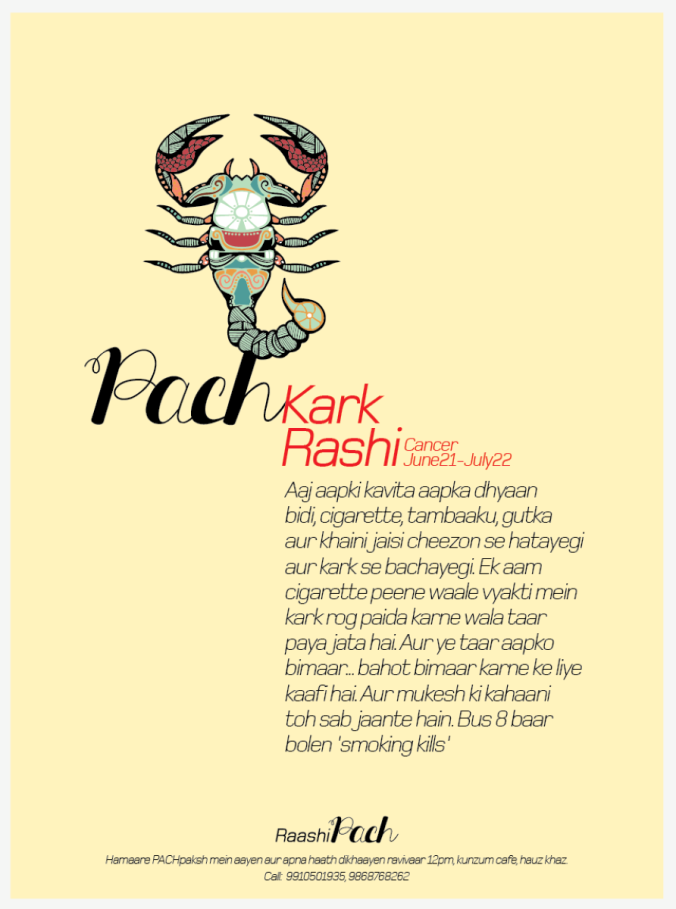 Pach Kark
Rashi Cancer
June21-July22
Aaj aapki kavita aapka dhyaan
bidi, cigarette, tambaaku, gutka
aur khaini jaisi cheezon se hatayegi
aur kark se bachayegi. Ek aam
cigarette peene waale vyakti mein
kark rog paida karne wala taar
paya jata hai. Aur ye taar aapko
bimaar... bahot bimaar karne ke liye
kaafi hai. Aur mukesh ki kahaani
toh sab jaante hain. Bus 8 baar
bolen 'smoking kills'
Raashi Pach
Hamaare PACHpaksh mein aayen aur apna haath dikhaayen ravivaar 12pm, kunzum cafe, hauz khaz.
Call: 9910501935, 9868768262